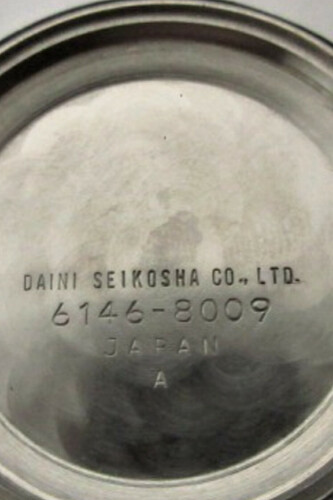 DAINI SEIKOSHA CO., LTD.
6146-8009
JAPAN
A